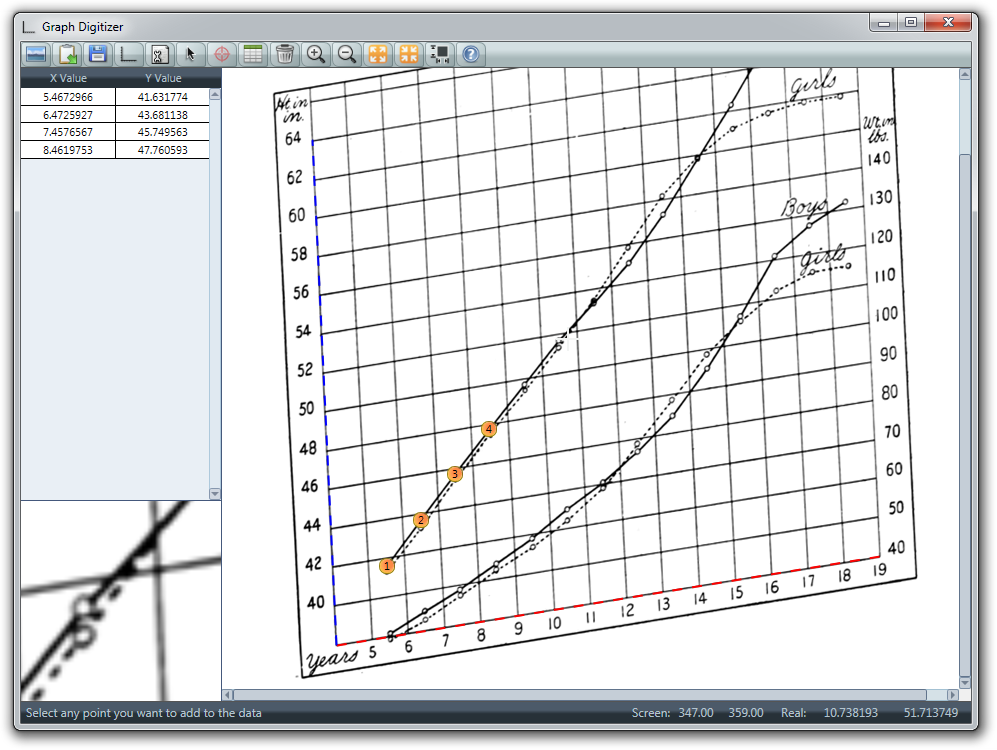 Graph Digitizer
X Value Y Value
5.4672966 41.631774
6.4725927 43.681138
7.4576567 45.749563
8.4619753 47.760593
Ht. in
in.
64
62
60
58
56
54
52
50
48
46
44
42
40
girls
Wt. in
lbs.
140
130
120
110
100
90
80
70
60
50
40
Boys
girls
1
2
3
4
Years 5 6 7 8 9 10 11 12 13 14 15 16 17 18 19
Select any point you want to add to the data
Screen: 347.00 359.00 Real: 10.738193 51.713749